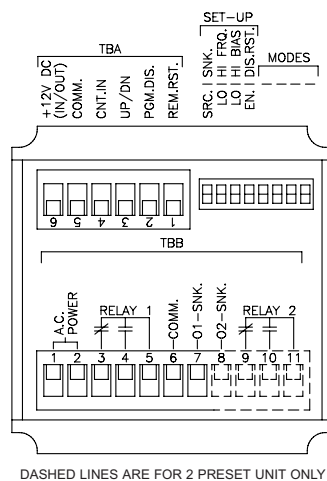 SET-UP
TBA
MODES
+12V DC
(IN/OUT)
COMM.
CNT.IN
UP/DN
PGM.DIS.
REM.RST.
SRC. SNK.
LO HI FRQ.
LO HI BIAS
EN. DIS.RST.
6 5 4 3 2 1
TBB
A.C.
POWER
RELAY 1
COMM.
O1-SNK.
O2-SNK.
RELAY 2
1 2 3 4 5 6 7 8 9 10 11
DASHED LINES ARE FOR 2 PRESET UNIT ONLY